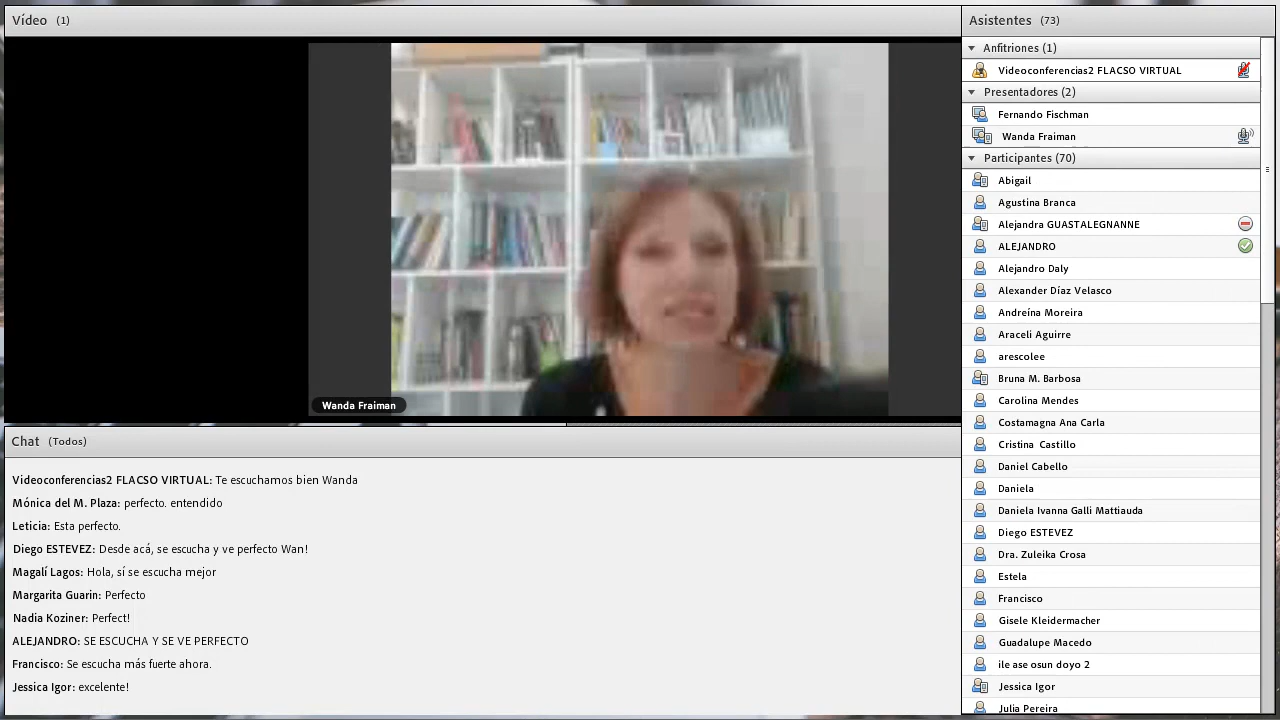 Vídeo (1)
Wanda Fraiman
Chat (Todos)
Videoconferencias2 FLACSO VIRTUAL: Te escuchamos bien Wanda
Mónica del M. Plaza: perfecto. entendido
Leticia: Esta perfecto.
Diego ESTEVEZ: Desde acá, se escucha y ve perfecto Wan!
Magalí Lagos: Hola, sí se escucha mejor
Margarita Guarin: Perfecto
Nadia Koziner: Perfect!
ALEJANDRO: SE ESCUCHA Y SE VE PERFECTO
Francisco: Se escucha más fuerte ahora.
Jessica Igor: excelente!
Asistentes (73)
Anfitriones (1)
Videoconferencias2 FLACSO VIRTUAL
Presentadores (2)
Fernando Fischman
Wanda Fraiman
Participantes (70)
Abigail
Agustina Branca
Alejandra GUASTALEGNANNE
ALEJANDRO
Alejandro Daly
Alexander Díaz Velasco
Andreína Moreira
Araceli Aguirre
arescolee
Bruna M. Barbosa
Carolina Mendes
Costamagna Ana Carla
Cristina Castillo
Daniel Cabello
Daniela
Daniela Ivanna Galli Mattiauda
Diego ESTEVEZ
Dra. Zuleika Crosa
Estela
Francisco
Gisele Kleidermacher
Guadalupe Macedo
ile ase osun doyo 2
Jessica Igor
Julia Pereira